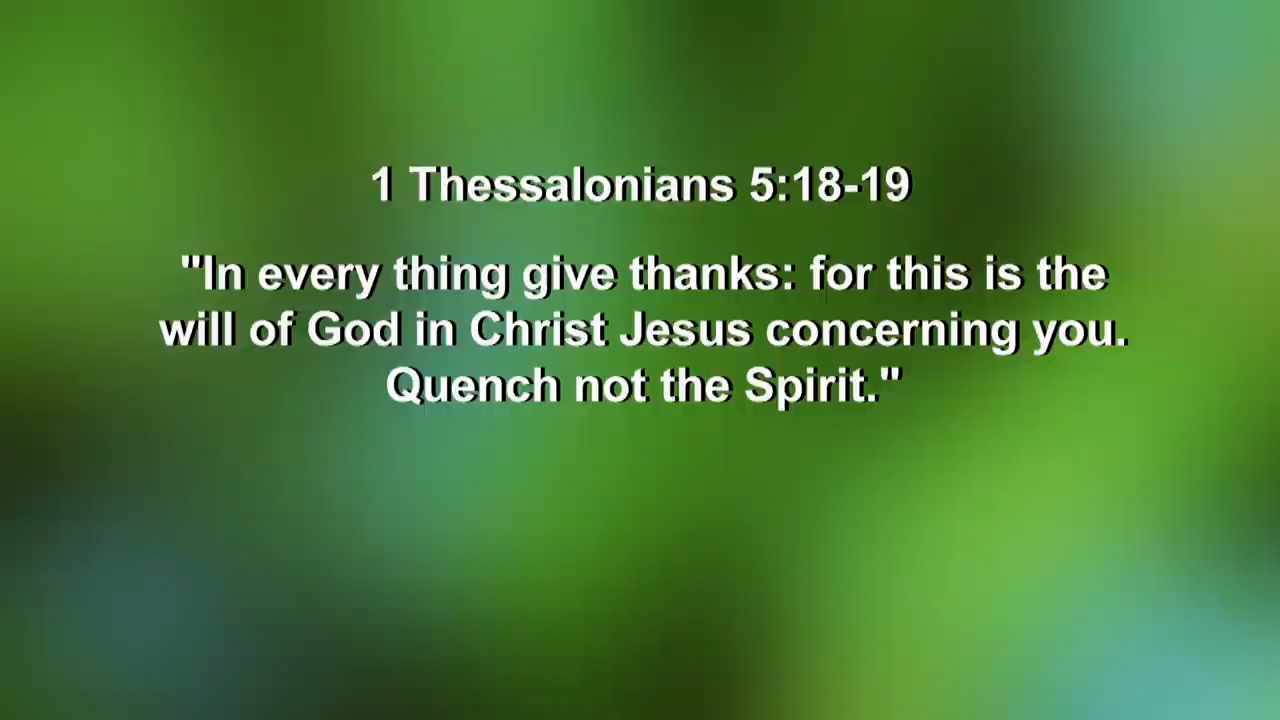 1 Thessalonians 5:18-19
"In every thing give thanks: for this is the
will of God in Christ Jesus concerning you.
Quench not the Spirit."